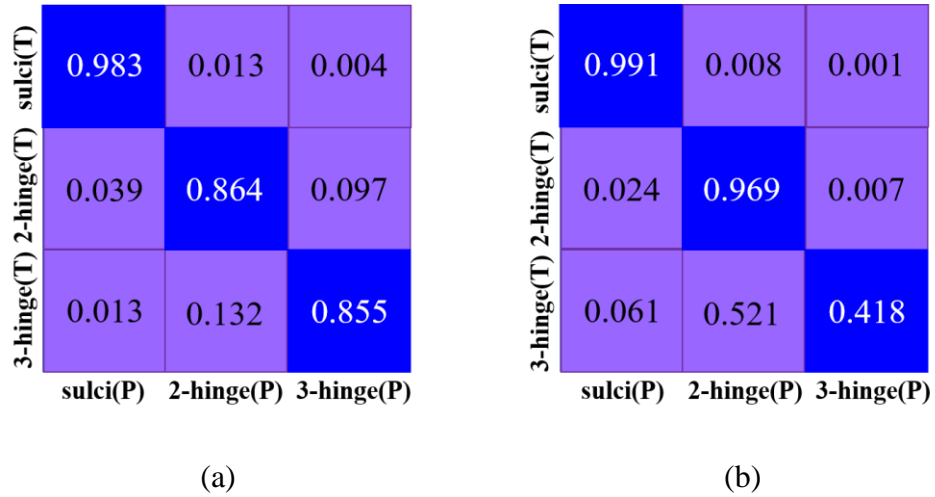 sulci(T) 0.983 0.013 0.004
2-hinge(T) 0.039 0.864 0.097
3-hinge(T) 0.013 0.132 0.855
sulci(P) 2-hinge(P) 3-hinge(P)
(a)
sulci(T) 0.991 0.008 0.001
2-hinge(T) 0.024 0.969 0.007
3-hinge(T) 0.061 0.521 0.418
sulci(P) 2-hinge(P) 3-hinge(P)
(b)